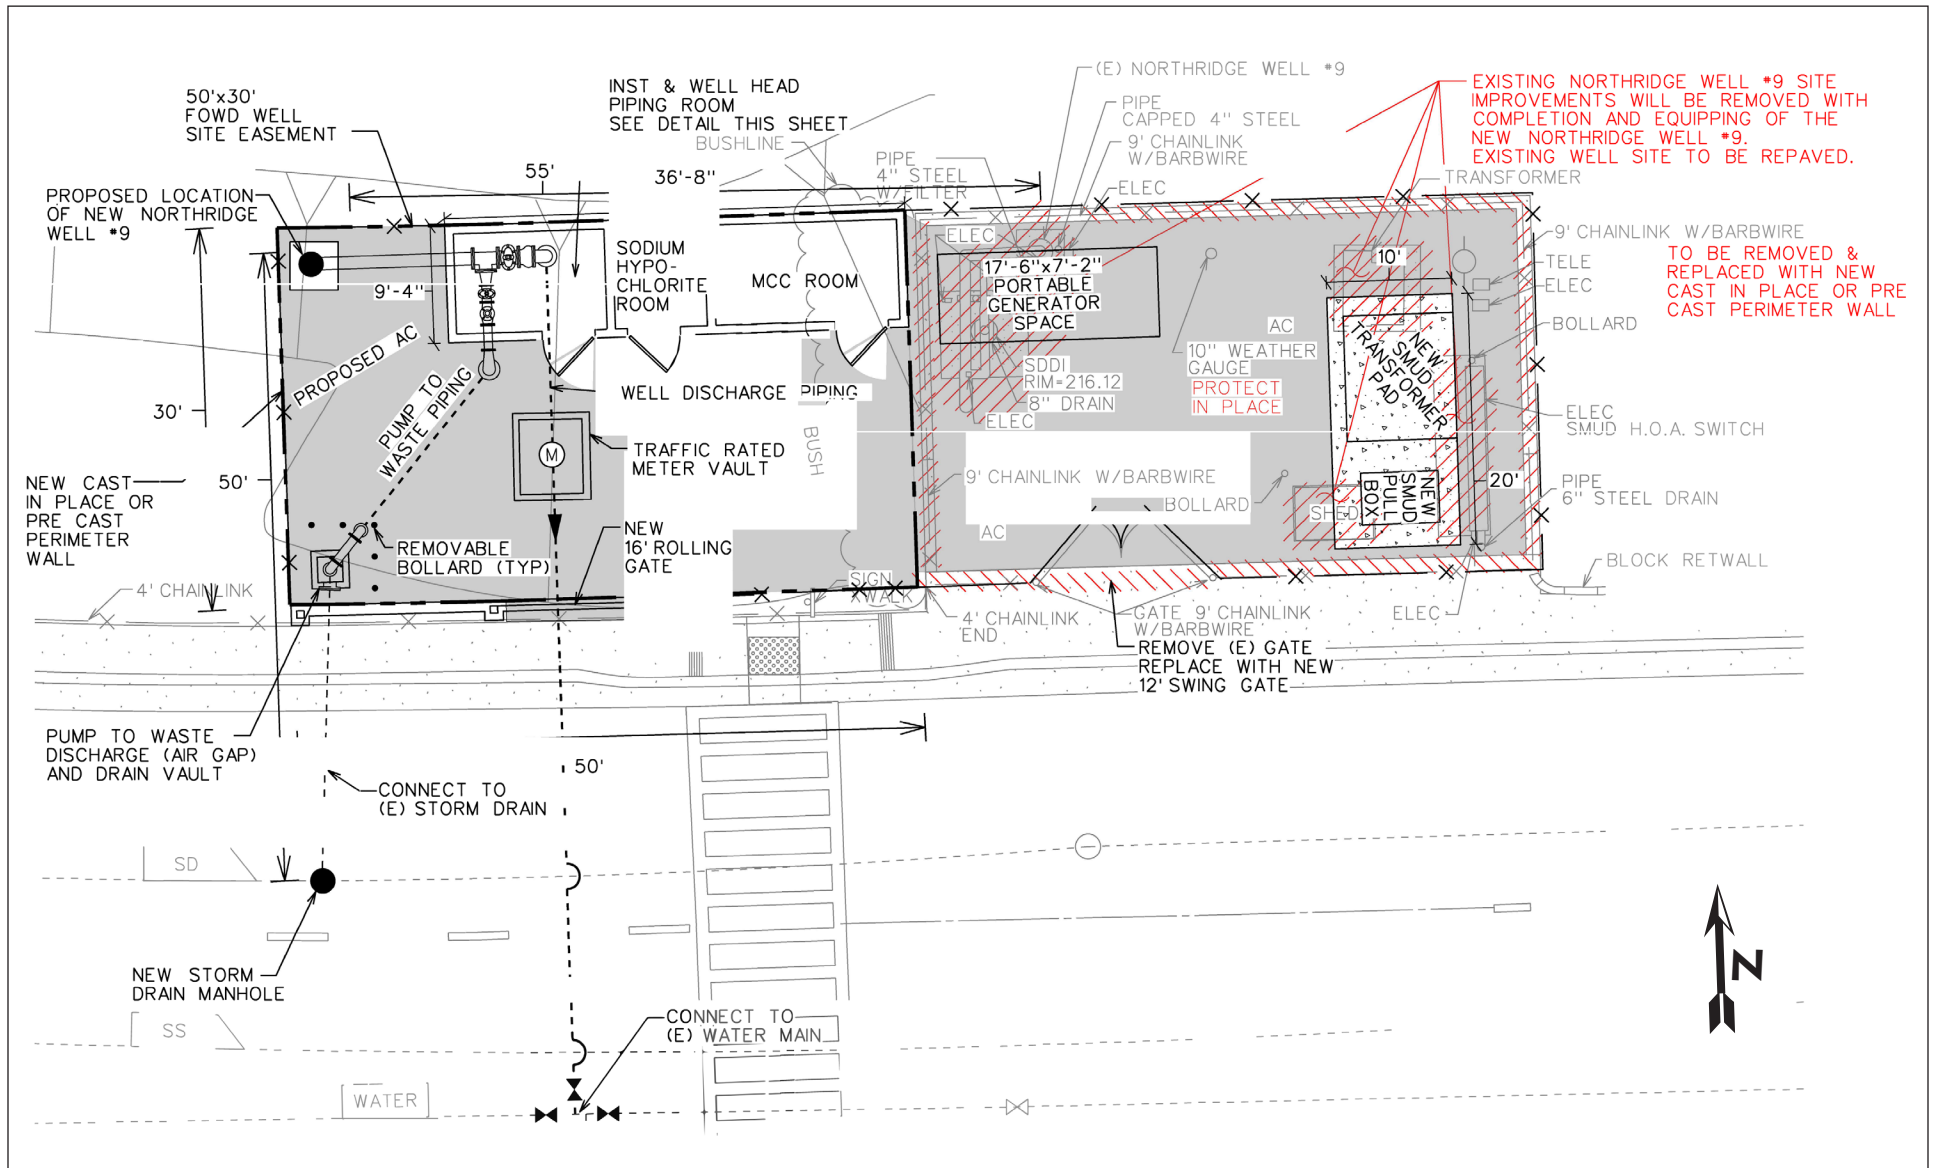 50'x30'
FOWD WELL
SITE EASEMENT
INST & WELL HEAD
PIPING ROOM
SEE DETAIL THIS SHEET
BUSHLINE
(E) NORTHRIDGE WELL #9
PIPE
CAPPED 4" STEEL
9' CHAINLINK
W/BARBWIRE
PIPE
4" STEEL
W/FILTER
ELEC
EXISTING NORTHRIDGE WELL #9 SITE
IMPROVEMENTS WILL BE REMOVED WITH
COMPLETION AND EQUIPPING OF THE
NEW NORTHRIDGE WELL #9.
EXISTING WELL SITE TO BE REPAVED.
TRANSFORMER
55'
36'-8"
PROPOSED LOCATION
OF NEW NORTHRIDGE
WELL #9
9'-4"
SODIUM
HYPO-
CHLORITE
ROOM
MCC ROOM
ELEC
17'-6"x7'-2"
PORTABLE
GENERATOR
SPACE
10'
9' CHAINLINK W/BARBWIRE
TELE
ELEC
TO BE REMOVED &
REPLACED WITH NEW
CAST IN PLACE OR PRE
CAST PERIMETER WALL
BOLLARD
AC
10" WEATHER
GAUGE
PROTECT
IN PLACE
SDDI
RIM=216.12
8" DRAIN
ELEC
NEW
SMUD
TRANSFORMER
PAD
PROPOSED AC
PUMP TO
WASTE PIPING
30'
WELL DISCHARGE PIPING
BUSH
M
TRAFFIC RATED
METER VAULT
ELEC
SMUD H.O.A. SWITCH
9' CHAINLINK W/BARBWIRE
BOLLARD
SHED
NEW
SMUD
PULL
BOX
20'
PIPE
6" STEEL DRAIN
50'
NEW CAST
IN PLACE OR
PRE CAST
PERIMETER
WALL
REMOVABLE
BOLLARD (TYP)
NEW
16' ROLLING
GATE
AC
BLOCK RETWALL
4' CHAINLINK
SIGN
WALK
4' CHAINLINK
END
GATE 9' CHAINLINK
W/BARBWIRE
ELEC
REMOVE (E) GATE
REPLACE WITH NEW
12' SWING GATE
PUMP TO WASTE
DISCHARGE (AIR GAP)
AND DRAIN VAULT
50'
CONNECT TO
(E) STORM DRAIN
SD
NEW STORM
DRAIN MANHOLE
SS
CONNECT TO
(E) WATER MAIN
WATER
N